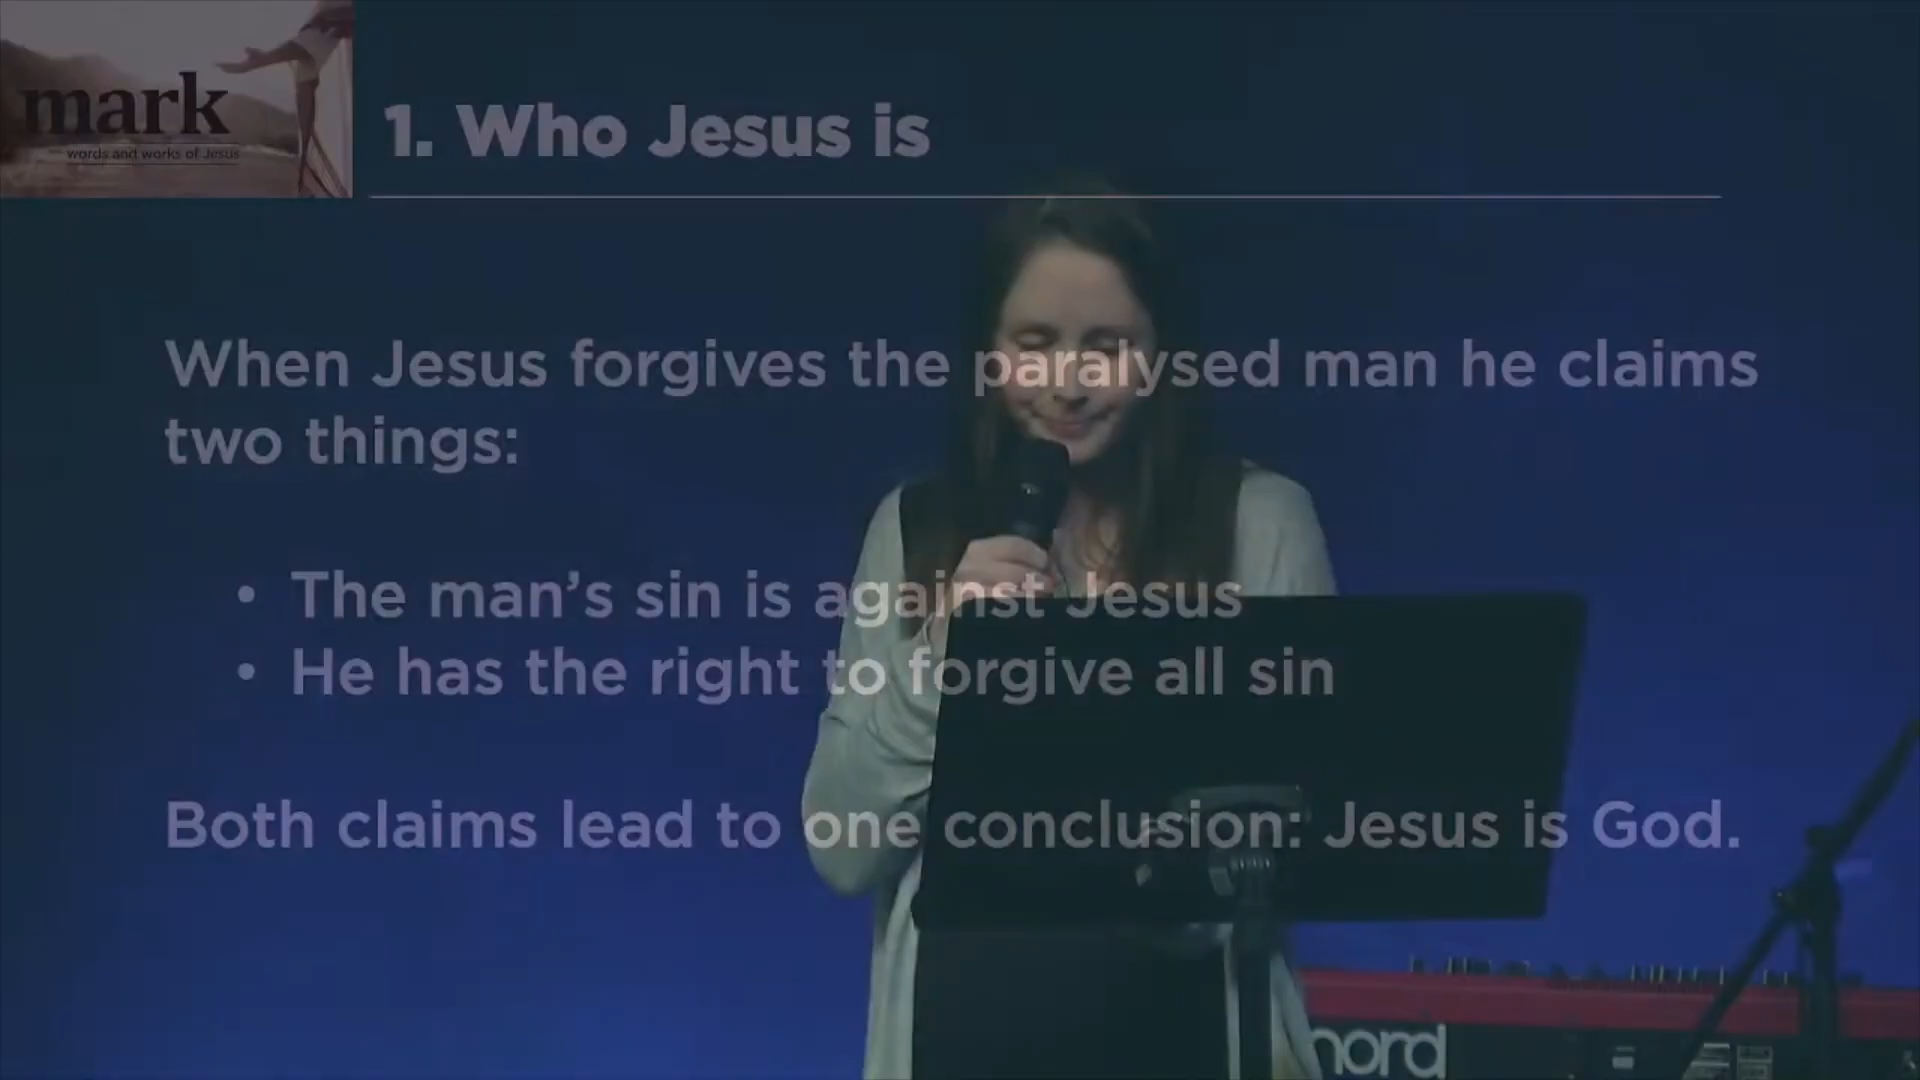 mark
words and works of Jesus
1. Who Jesus is
When Jesus forgives the paralysed man he claims
two things:
• The man's sin is against Jesus
• He has the right to forgive all sin
Both claims lead to one conclusion: Jesus is God.
nord